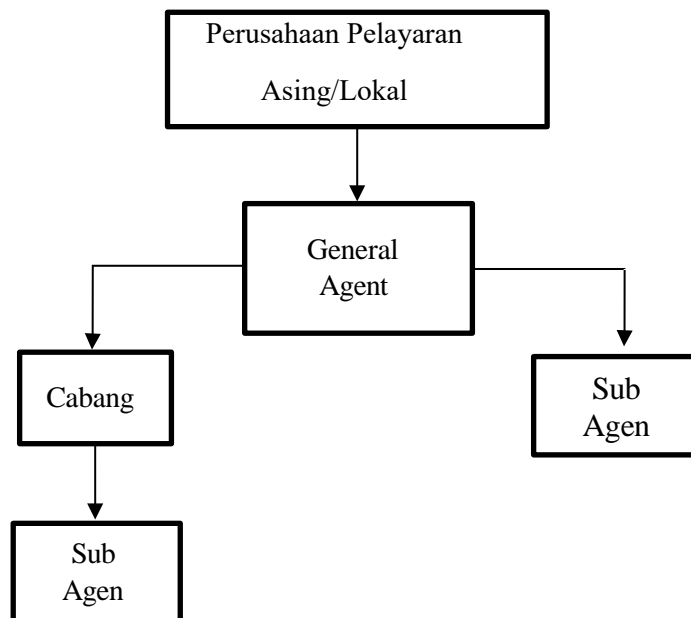 Perusahaan Pelayaran
Asing/Lokal
General
Agent
Cabang
Sub
Agen
Sub
Agen